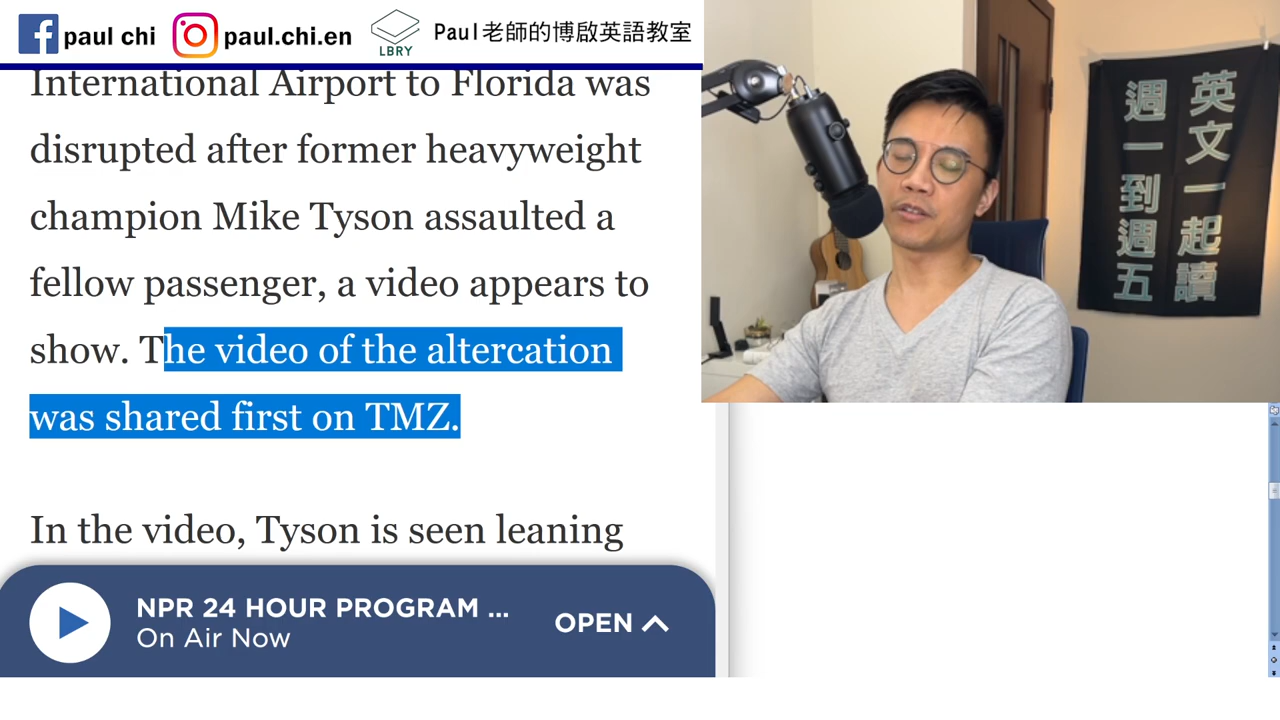 paul chi
paul.chi.en
LBRY
Paul老師的博啟英語教室
International Airport to Florida was
disrupted after former heavyweight
champion Mike Tyson assaulted a
fellow passenger, a video appears to
show. The video of the altercation
was shared first on TMZ.
In the video, Tyson is seen leaning
NPR 24 HOUR PROGRAM ...
On Air Now
OPEN
英文一起讀
週一到週五